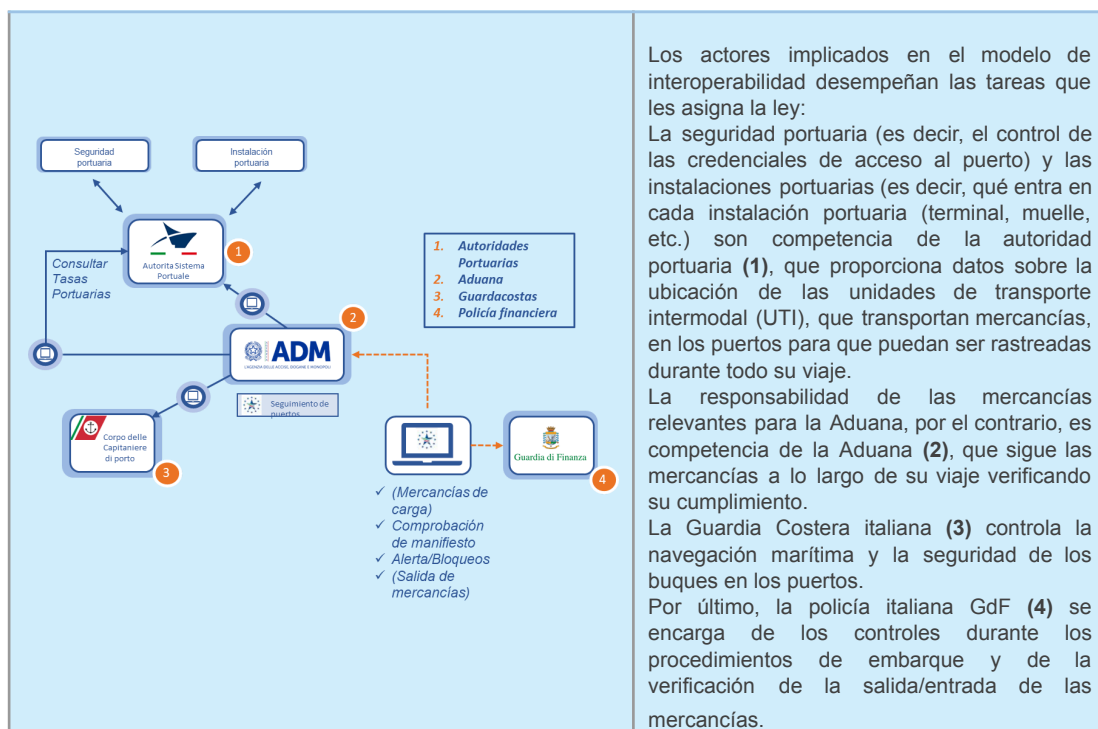 Seguridad
portuaria
Instalación
portuaria
Autorita Sistema
Portuale
1
Consultar
Tasas
Portuarias
1. Autoridades
Portuarias
2. Aduana
3. Guardacostas
4. Policía financiera
2
ADM
L'AGENZIA DELLE ACCISE, DOGANE E MONOPOLI
Seguimiento de
puertos
Corpo delle
Capitaniere
di porto
3
Guardia di Finanza
4
✓ (Mercancías de
carga)
✓ Comprobación
de manifiesto
✓ Alerta/Bloqueos
✓ (Salida de
mercancías)
Los actores implicados en el modelo de
interoperabilidad desempeñan las tareas que
les asigna la ley:
La seguridad portuaria (es decir, el control de
las credenciales de acceso al puerto) y las
instalaciones portuarias (es decir, qué entra en
cada instalación portuaria (terminal, muelle,
etc.) son competencia de la autoridad
portuaria (1), que proporciona datos sobre la
ubicación de las unidades de transporte
intermodal (UTI), que transportan mercancías,
en los puertos para que puedan ser rastreadas
durante todo su viaje.
La responsabilidad de las mercancías
relevantes para la Aduana, por el contrario, es
competencia de la Aduana (2), que sigue las
mercancías a lo largo de su viaje verificando
su cumplimiento.
La Guardia Costera italiana (3) controla la
navegación marítima y la seguridad de los
buques en los puertos.
Por último, la policía italiana GdF (4) se
encarga de los controles durante los
procedimientos de embarque y de la
verificación de la salida/entrada de las
mercancías.